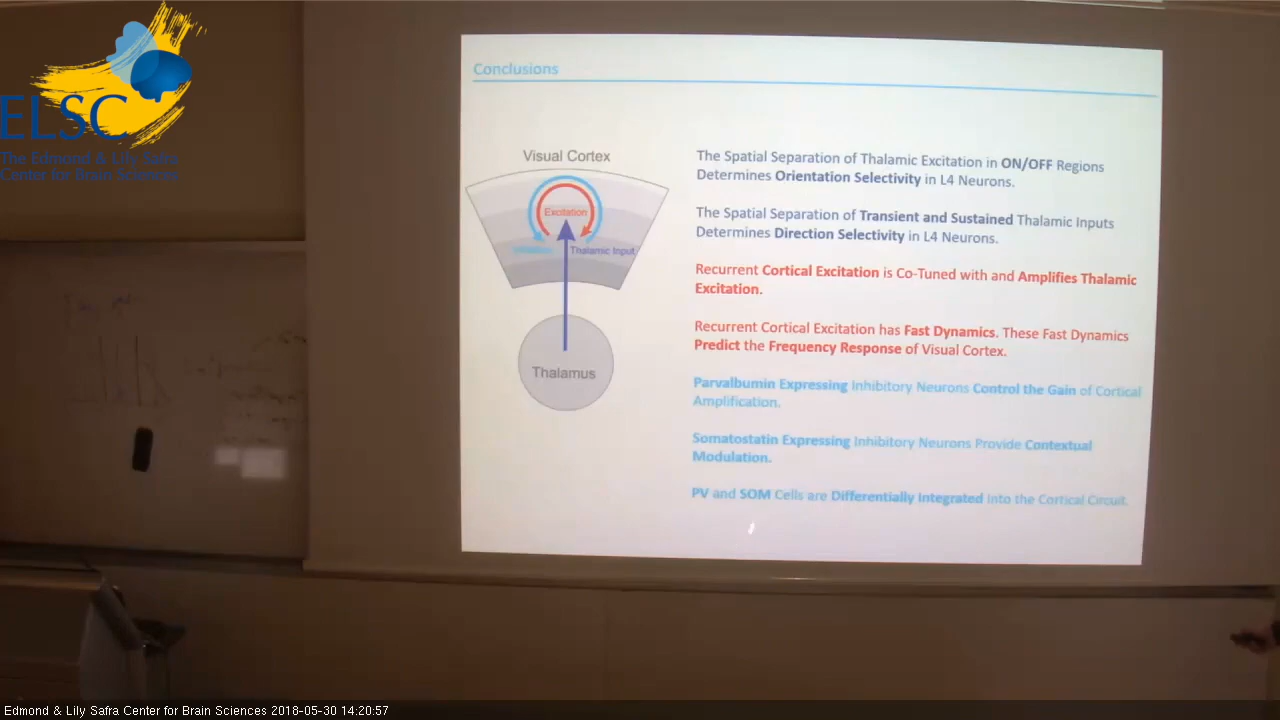 ELSC
The Edmond & Lily Safra
Center for Brain Sciences
Conclusions
Visual Cortex
Excitation
Thalamic Input
Thalamus
The Spatial Separation of Thalamic Excitation in ON/OFF Regions
Determines Orientation Selectivity in L4 Neurons.
The Spatial Separation of Transient and Sustained Thalamic Inputs
Determines Direction Selectivity in L4 Neurons.
Recurrent Cortical Excitation is Co-Tuned with and Amplifies Thalamic
Excitation.
Recurrent Cortical Excitation has Fast Dynamics. These Fast Dynamics
Predict the Frequency Response of Visual Cortex.
Parvalbumin Expressing Inhibitory Neurons Control the Gain of Cortical
Amplification.
Somatostatin Expressing Inhibitory Neurons Provide Contextual
Modulation.
PV and SOM Cells are Differentially Integrated Into the Cortical Circuit.
Edmond & Lily Safra Center for Brain Sciences 2018-05-30 14:20:57